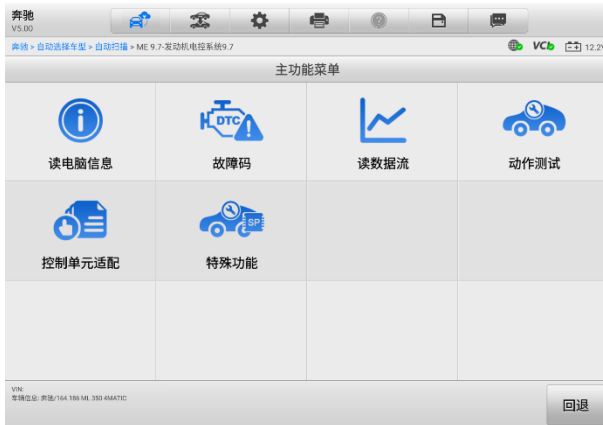 奔驰
V5.00
奔驰 > 自动选择车型 > 自动扫描 > ME 9.7-发动机电控系统9.7
VCI
12.2V
主功能菜单
DTC
读电脑信息
故障码
读数据流
动作测试
SP
控制单元适配
特殊功能
VIN:
车辆信息: 奔驰/164.186 ML 350 4MATIC
回退